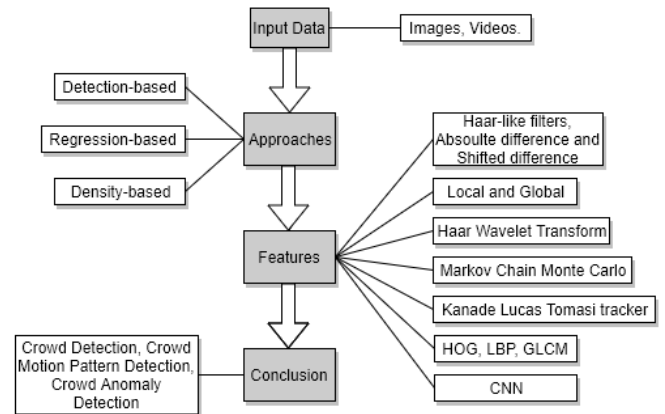 Input Data
Images, Videos.
Detection-based
Regression-based
Density-based
Approaches
Haar-like filters,
Absoulte difference and
Shifted difference
Local and Global
Haar Wavelet Transform
Features
Markov Chain Monte Carlo
Kanade Lucas Tomasi tracker
HOG, LBP, GLCM
CNN
Crowd Detection, Crowd
Motion Pattern Detection,
Crowd Anomaly
Detection
Conclusion